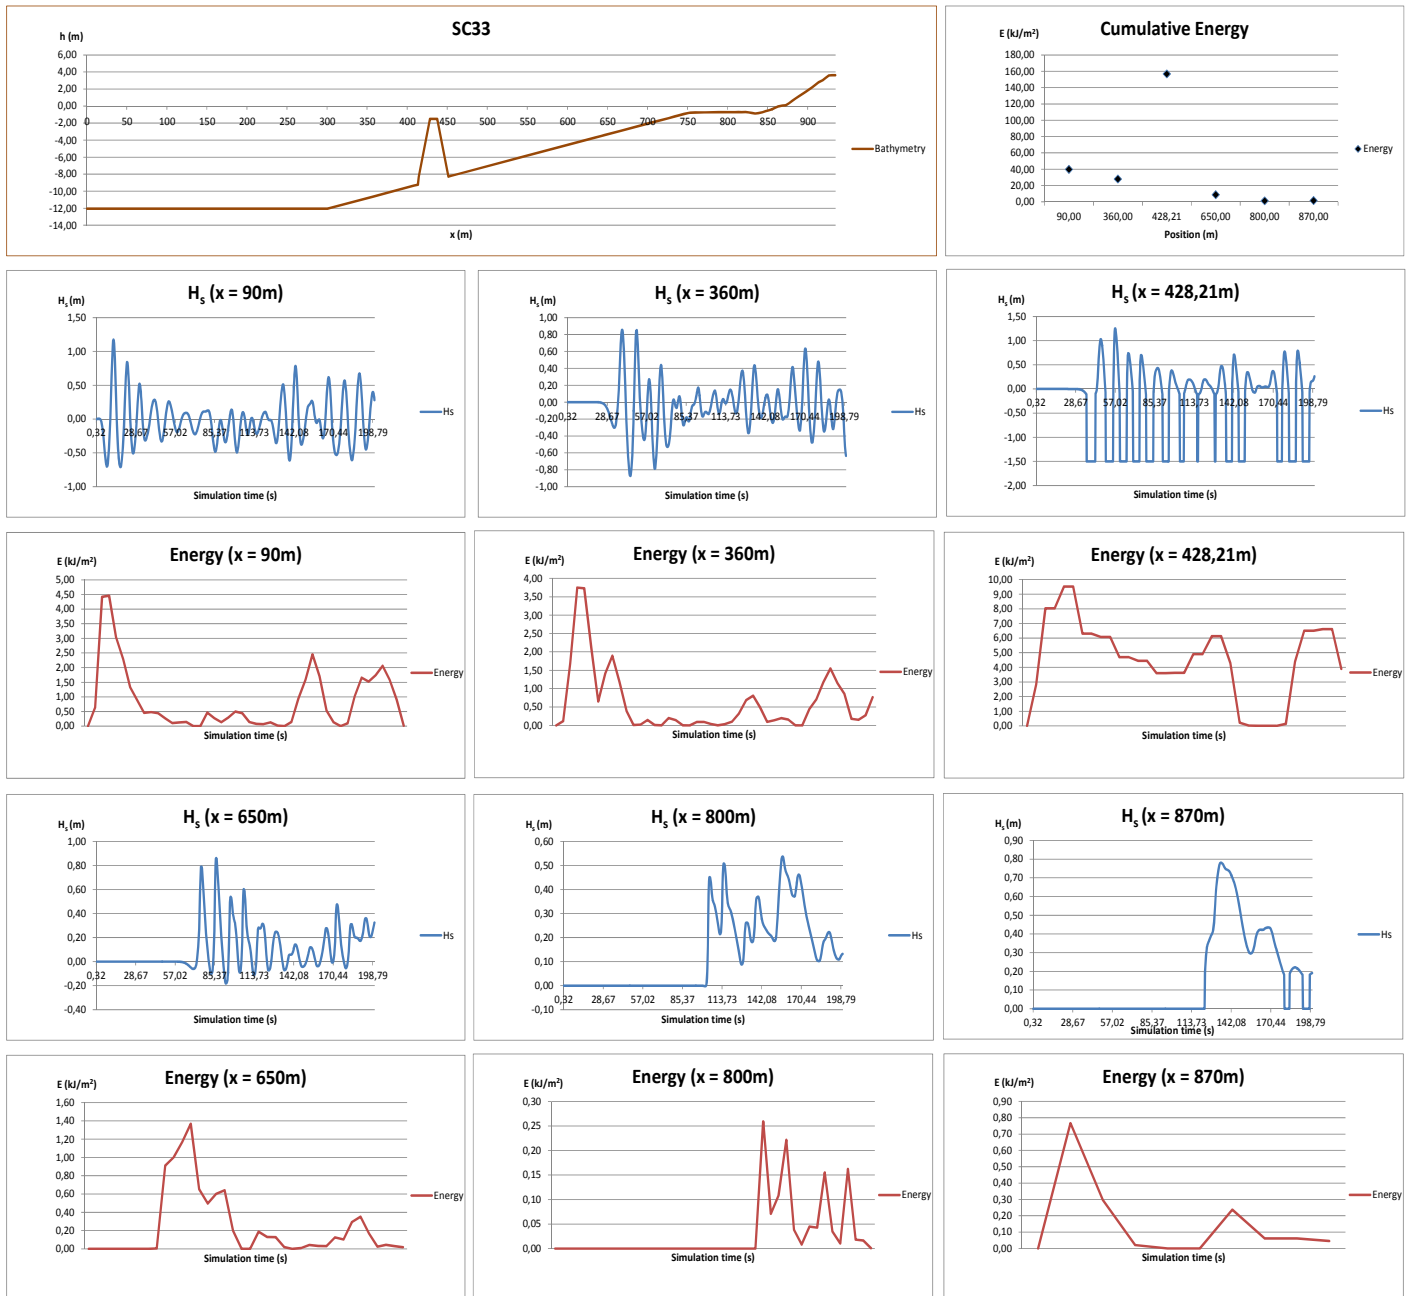 SC33
h (m)
6,00
4,00
2,00
0,00
-2,00
-4,00
-6,00
-8,00
-10,00
-12,00
-14,00
0 50 100 150 200 250 300 350 400 450 500 550 600 650 700 750 800 850 900
x (m)
Bathymetry
Cumulative Energy
E (kJ/m²)
180,00
160,00
140,00
120,00
100,00
80,00
60,00
40,00
20,00
0,00
90,00 360,00 428,21 650,00 800,00 870,00
Position (m)
Energy
Hs (x = 90m)
Hs (m)
1,50
1,00
0,50
0,00
-0,50
-1,00
0,32 28,67 57,02 85,37 113,73 142,08 170,44 198,79
Simulation time (s)
Hs
Hs (x = 360m)
Hs (m)
1,00
0,80
0,60
0,40
0,20
0,00
-0,20
-0,40
-0,60
-0,80
-1,00
0,32 28,67 57,02 85,37 113,73 142,08 170,44 198,79
Simulation time (s)
Hs
Hs (x = 428,21m)
Hs (m)
1,50
1,00
0,50
0,00
-0,50
-1,00
-1,50
-2,00
0,32 28,67 57,02 85,37 113,73 142,08 170,44 198,79
Simulation time (s)
Hs
Energy (x = 90m)
E (kJ/m²)
5,00
4,50
4,00
3,50
3,00
2,50
2,00
1,50
1,00
0,50
0,00
Simulation time (s)
Energy
Energy (x = 360m)
E (kJ/m²)
4,00
3,50
3,00
2,50
2,00
1,50
1,00
0,50
0,00
Simulation time (s)
Energy
Energy (x = 428,21m)
E (kJ/m²)
10,00
9,00
8,00
7,00
6,00
5,00
4,00
3,00
2,00
1,00
0,00
Simulation time (s)
Energy
Hs (x = 650m)
Hs (m)
1,00
0,80
0,60
0,40
0,20
0,00
-0,20
-0,40
0,32 28,67 57,02 85,37 113,73 142,08 170,44 198,79
Simulation time (s)
Hs
Hs (x = 800m)
Hs (m)
0,60
0,50
0,40
0,30
0,20
0,10
0,00
-0,10
0,32 28,67 57,02 85,37 113,73 142,08 170,44 198,79
Simulation time (s)
Hs
Hs (x = 870m)
Hs (m)
0,90
0,80
0,70
0,60
0,50
0,40
0,30
0,20
0,10
0,00
0,32 28,67 57,02 85,37 113,73 142,08 170,44 198,79
Simulation time (s)
Hs
Energy (x = 650m)
E (kJ/m²)
1,60
1,40
1,20
1,00
0,80
0,60
0,40
0,20
0,00
Simulation time (s)
Energy
Energy (x = 800m)
E (kJ/m²)
0,30
0,25
0,20
0,15
0,10
0,05
0,00
Simulation time (s)
Energy
Energy (x = 870m)
E (kJ/m²)
0,90
0,80
0,70
0,60
0,50
0,40
0,30
0,20
0,10
0,00
Simulation time (s)
Energy